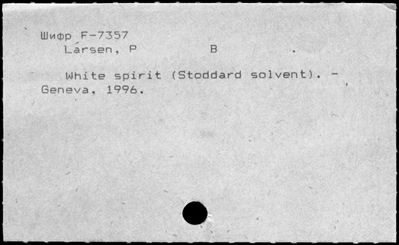 Шифр F-7357
Larsen, P B .
White spirit (Stoddard solvent). -
Geneva, 1996.